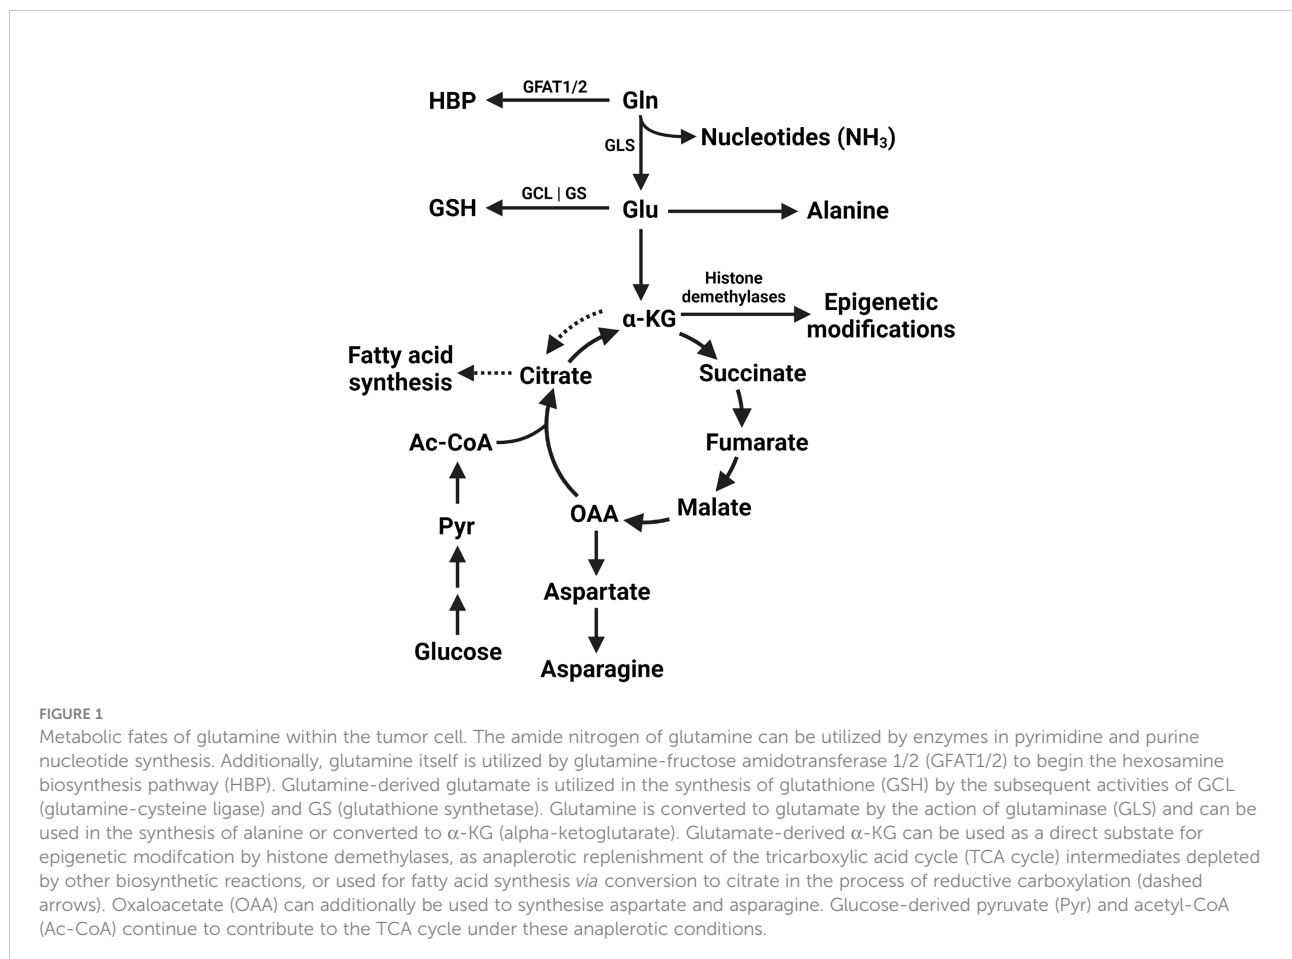 GFAT1/2
HBP
Gln
Nucleotides (NH₃)
GLS
GCL | GS
GSH
Glu
Alanine
Histone
demethylases
Epigenetic
modifications
α-KG
Fatty acid
synthesis
Citrate
Succinate
Ac-CoA
Fumarate
Malate
OAA
Pyr
Aspartate
Glucose
Asparagine
FIGURE 1
Metabolic fates of glutamine within the tumor cell. The amide nitrogen of glutamine can be utilized by enzymes in pyrimidine and purine
nucleotide synthesis. Additionally, glutamine itself is utilized by glutamine-fructose amidotransferase 1/2 (GFAT1/2) to begin the hexosamine
biosynthesis pathway (HBP). Glutamine-derived glutamate is utilized in the synthesis of glutathione (GSH) by the subsequent activities of GCL
(glutamine-cysteine ligase) and GS (glutathione synthetase). Glutamine is converted to glutamate by the action of glutaminase (GLS) and can be
used in the synthesis of alanine or converted to α-KG (alpha-ketoglutarate). Glutamate-derived α-KG can be used as a direct substate for
epigenetic modifcation by histone demethylases, as anaplerotic replenishment of the tricarboxylic acid cycle (TCA cycle) intermediates depleted
by other biosynthetic reactions, or used for fatty acid synthesis via conversion to citrate in the process of reductive carboxylation (dashed
arrows). Oxaloacetate (OAA) can additionally be used to synthesise aspartate and asparagine. Glucose-derived pyruvate (Pyr) and acetyl-CoA
(Ac-CoA) continue to contribute to the TCA cycle under these anaplerotic conditions.